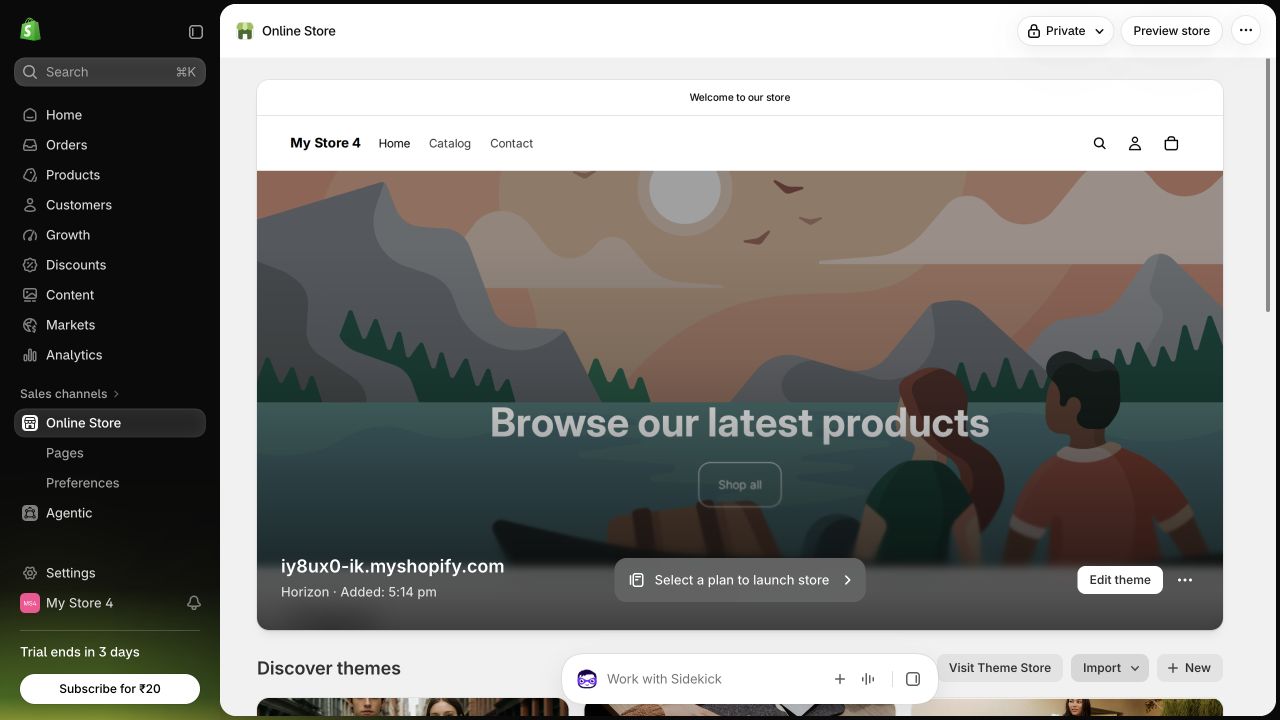 Online Store
Private
Preview store
Search
⌘K
Home
Orders
Products
Customers
Growth
Discounts
Content
Markets
Analytics
Sales channels
Online Store
Pages
Preferences
Agentic
Settings
MS4
My Store 4
Trial ends in 3 days
Subscribe for ₹20
Welcome to our store
My Store 4 Home Catalog Contact
Browse our latest products
Shop all
iy8ux0-ik.myshopify.com
Horizon · Added: 5:14 pm
Select a plan to launch store
Edit theme
Discover themes
Work with Sidekick
Visit Theme Store
Import
New